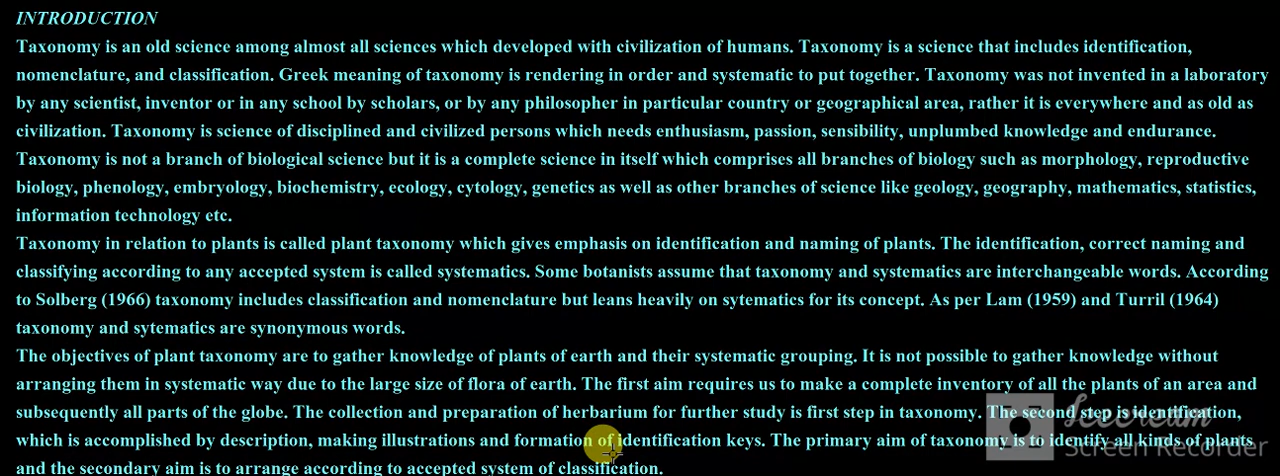 INTRODUCTION
Taxonomy is an old science among almost all sciences which developed with civilization of humans. Taxonomy is a science that includes identification,
nomenclature, and classification. Greek meaning of taxonomy is rendering in order and systematic to put together. Taxonomy was not invented in a laboratory
by any scientist, inventor or in any school by scholars, or by any philosopher in particular country or geographical area, rather it is everywhere and as old as
civilization. Taxonomy is science of disciplined and civilized persons which needs enthusiasm, passion, sensibility, unplumbed knowledge and endurance.
Taxonomy is not a branch of biological science but it is a complete science in itself which comprises all branches of biology such as morphology, reproductive
biology, phenology, embryology, biochemistry, ecology, cytology, genetics as well as other branches of science like geology, geography, mathematics, statistics,
information technology etc.
Taxonomy in relation to plants is called plant taxonomy which gives emphasis on identification and naming of plants. The identification, correct naming and
classifying according to any accepted system is called systematics. Some botanists assume that taxonomy and systematics are interchangeable words. According
to Solberg (1966) taxonomy includes classification and nomenclature but leans heavily on sytematics for its concept. As per Lam (1959) and Turril (1964)
taxonomy and sytematics are synonymous words.
The objectives of plant taxonomy are to gather knowledge of plants of earth and their systematic grouping. It is not possible to gather knowledge without
arranging them in systematic way due to the large size of flora of earth. The first aim requires us to make a complete inventory of all the plants of an area and
subsequently all parts of the globe. The collection and preparation of herbarium for further study is first step in taxonomy. The second step is identification,
which is accomplished by description, making illustrations and formation of identification keys. The primary aim of taxonomy is to identify all kinds of plants
and the secondary aim is to arrange according to accepted system of classification.
Icecream
Screen Recorder